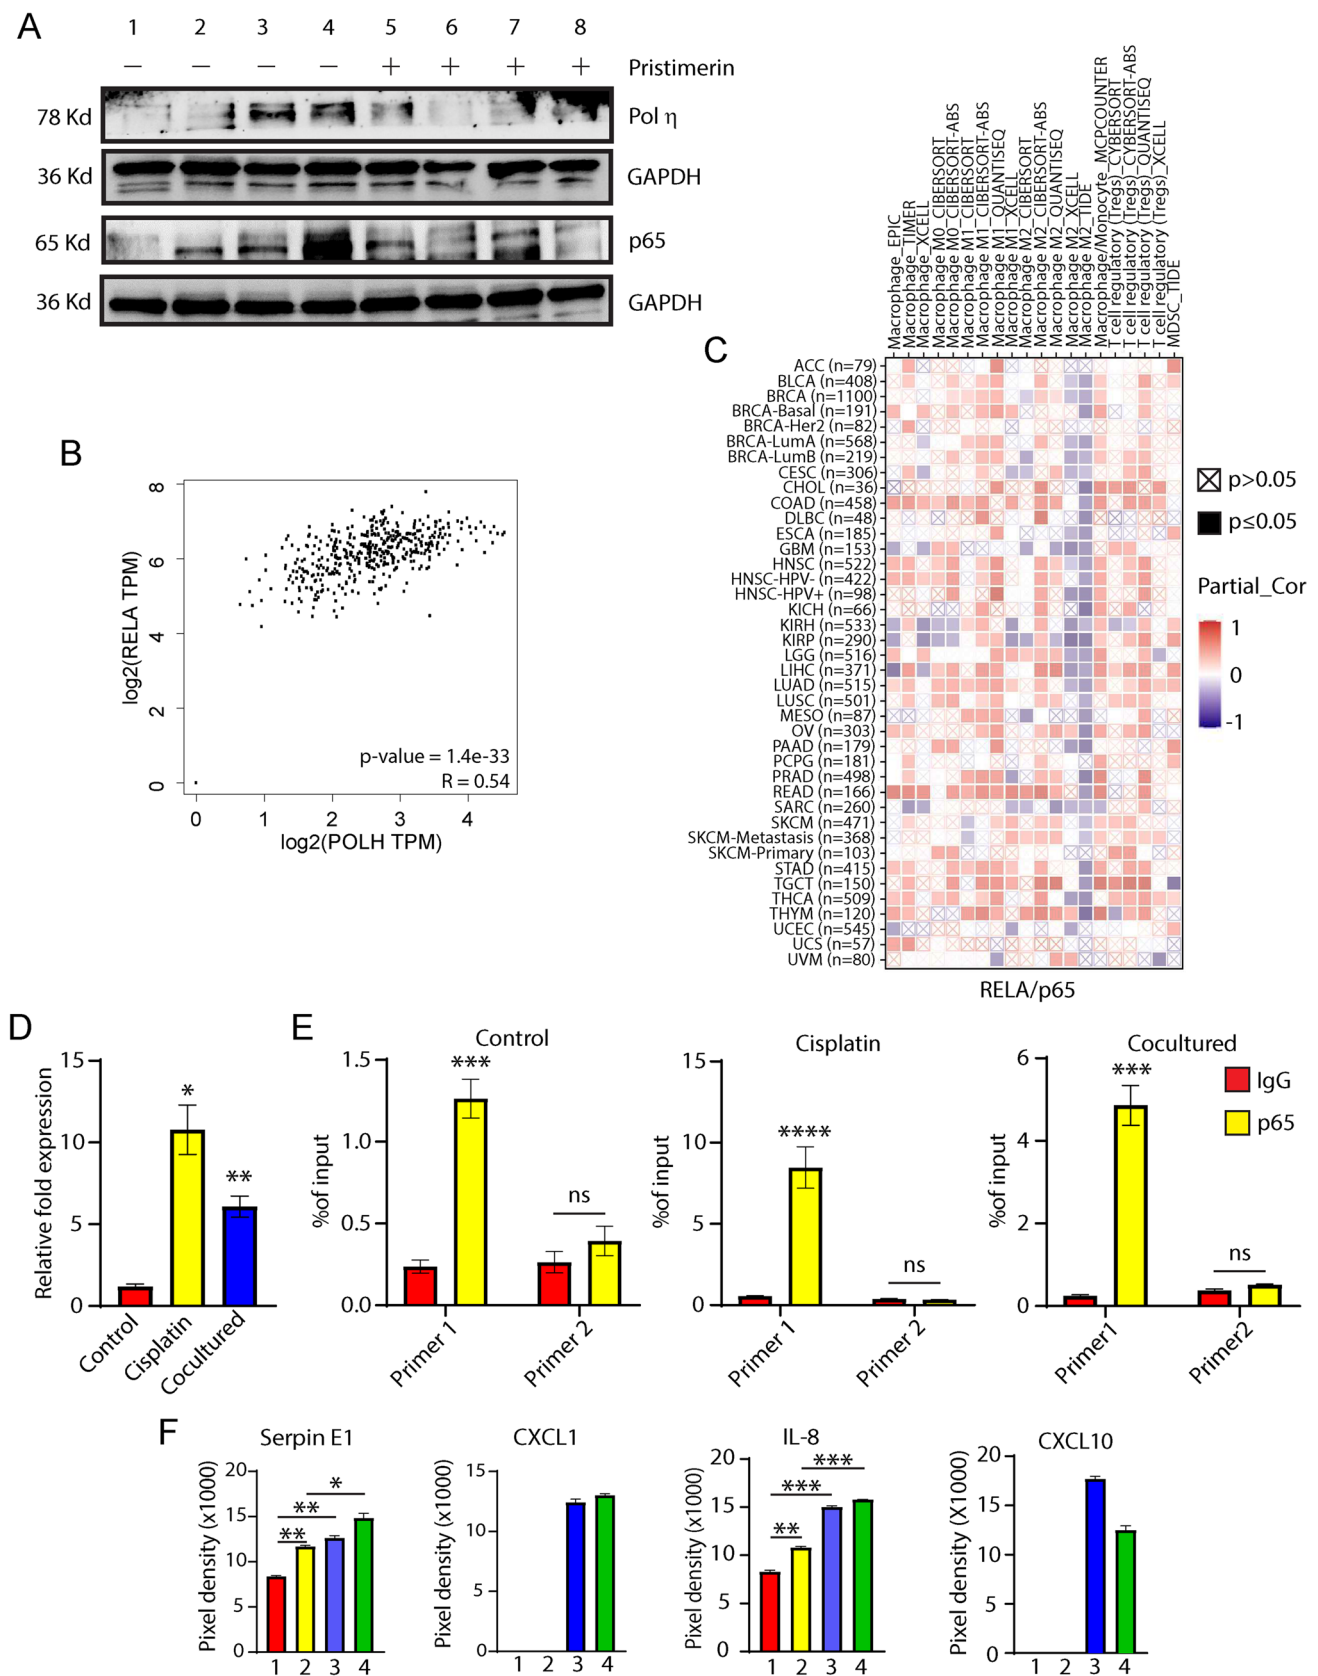 A
1 2 3 4 5 6 7 8
— — — — + + + + Pristimerin
78 Kd Pol η
36 Kd GAPDH
65 Kd p65
36 Kd GAPDH
B
log2(RELA TPM)
8
6
4
2
0
p-value = 1.4e-33
R = 0.54
0 1 2 3 4
log2(POLH TPM)
C
Macrophage_EPIC
Macrophage_TIMER
Macrophage_XCELL
Macrophage M0_CIBERSORT
Macrophage M0_CIBERSORT-ABS
Macrophage M1_CIBERSORT
Macrophage M1_CIBERSORT-ABS
Macrophage M1_QUANTISEQ
Macrophage M1_XCELL
Macrophage M2_CIBERSORT
Macrophage M2_CIBERSORT-ABS
Macrophage M2_QUANTISEQ
Macrophage M2_XCELL
Macrophage M2_TIDE
Macrophage/Monocyte_MCPCOUNTER
T cell regulatory (Tregs)_CYBERSORT
T cell regulatory (Tregs)_CYBERSORT-ABS
T cell regulatory (Tregs)_QUANTISEQ
T cell regulatory (Tregs)_XCELL
MDSC_TIDE
ACC (n=79)
BLCA (n=408)
BRCA (n=1100)
BRCA-Basal (n=191)
BRCA-Her2 (n=82)
BRCA-LumA (n=568)
BRCA-LumB (n=219)
CESC (n=306)
CHOL (n=36)
COAD (n=458)
DLBC (n=48)
ESCA (n=185)
GBM (n=153)
HNSC (n=522)
HNSC-HPV- (n=422)
HNSC-HPV+ (n=98)
KICH (n=66)
KIRH (n=533)
KIRP (n=290)
LGG (n=516)
LIHC (n=371)
LUAD (n=515)
LUSC (n=501)
MESO (n=87)
OV (n=303)
PAAD (n=179)
PCPG (n=181)
PRAD (n=498)
READ (n=166)
SARC (n=260)
SKCM (n=471)
SKCM-Metastasis (n=368)
SKCM-Primary (n=103)
STAD (n=415)
TGCT (n=150)
THCA (n=509)
THYM (n=120)
UCEC (n=545)
UCS (n=57)
UVM (n=80)
RELA/p65
p>0.05
p≤0.05
Partial_Cor
1
0
-1
D
Relative fold expression
15
10
5
0
*
**
Control
Cisplatin
Cocultured
E
Control
%of input
1.5
1.0
0.5
0.0
***
ns
Primer 1
Primer 2
Cisplatin
%of input
15
10
5
0
****
ns
Primer 1
Primer 2
Cocultured
%of input
6
4
2
0
***
ns
Primer1
Primer2
IgG
p65
F
Serpin E1
Pixel density (x1000)
20
15
10
5
0
*
**
**
1 2 3 4
CXCL1
Pixel density (x1000)
15
10
5
0
1 2 3 4
IL-8
Pixel density (x1000)
20
15
10
5
0
***
***
**
1 2 3 4
CXCL10
Pixel density (X1000)
20
15
10
5
0
1 2 3 4